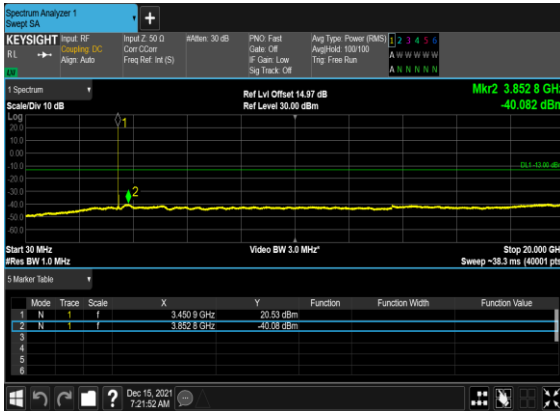 Spectrum Analyzer 1
Swept SA
+
KEYSIGHT Input: RF Input Z: 50 Ω #Atten: 30 dB PNO: Fast Avg Type: Power (RMS) 1 2 3 4 5 6
RL Coupling: DC Corr CCorr Gate: Off Avg|Hold: 100/100 A W W W W W
Align: Auto Freq Ref: Int (S) IF Gain: Low Trig: Free Run
Sig Track: Off A N N N N N
1 Spectrum Ref Lvl Offset 14.97 dB Mkr2 3.852 8 GHz
Scale/Div 10 dB Ref Level 30.00 dBm -40.082 dBm
Log
20.0
10.0
0.00
-10.0
-20.0
-30.0
-40.0
-50.0
-60.0
1
2
DL1 -13.00 dBm
Start 30 MHz Video BW 3.0 MHz* Stop 20.000 GHz
#Res BW 1.0 MHz Sweep ~38.3 ms (40001 pts)
5 Marker Table
Mode Trace Scale X Y Function Function Width Function Value
1 N 1 f 3.450 9 GHz 20.53 dBm
2 N 1 f 3.852 8 GHz -40.08 dBm
3
4
5
6
? Dec 15, 2021
7:21:52 AM